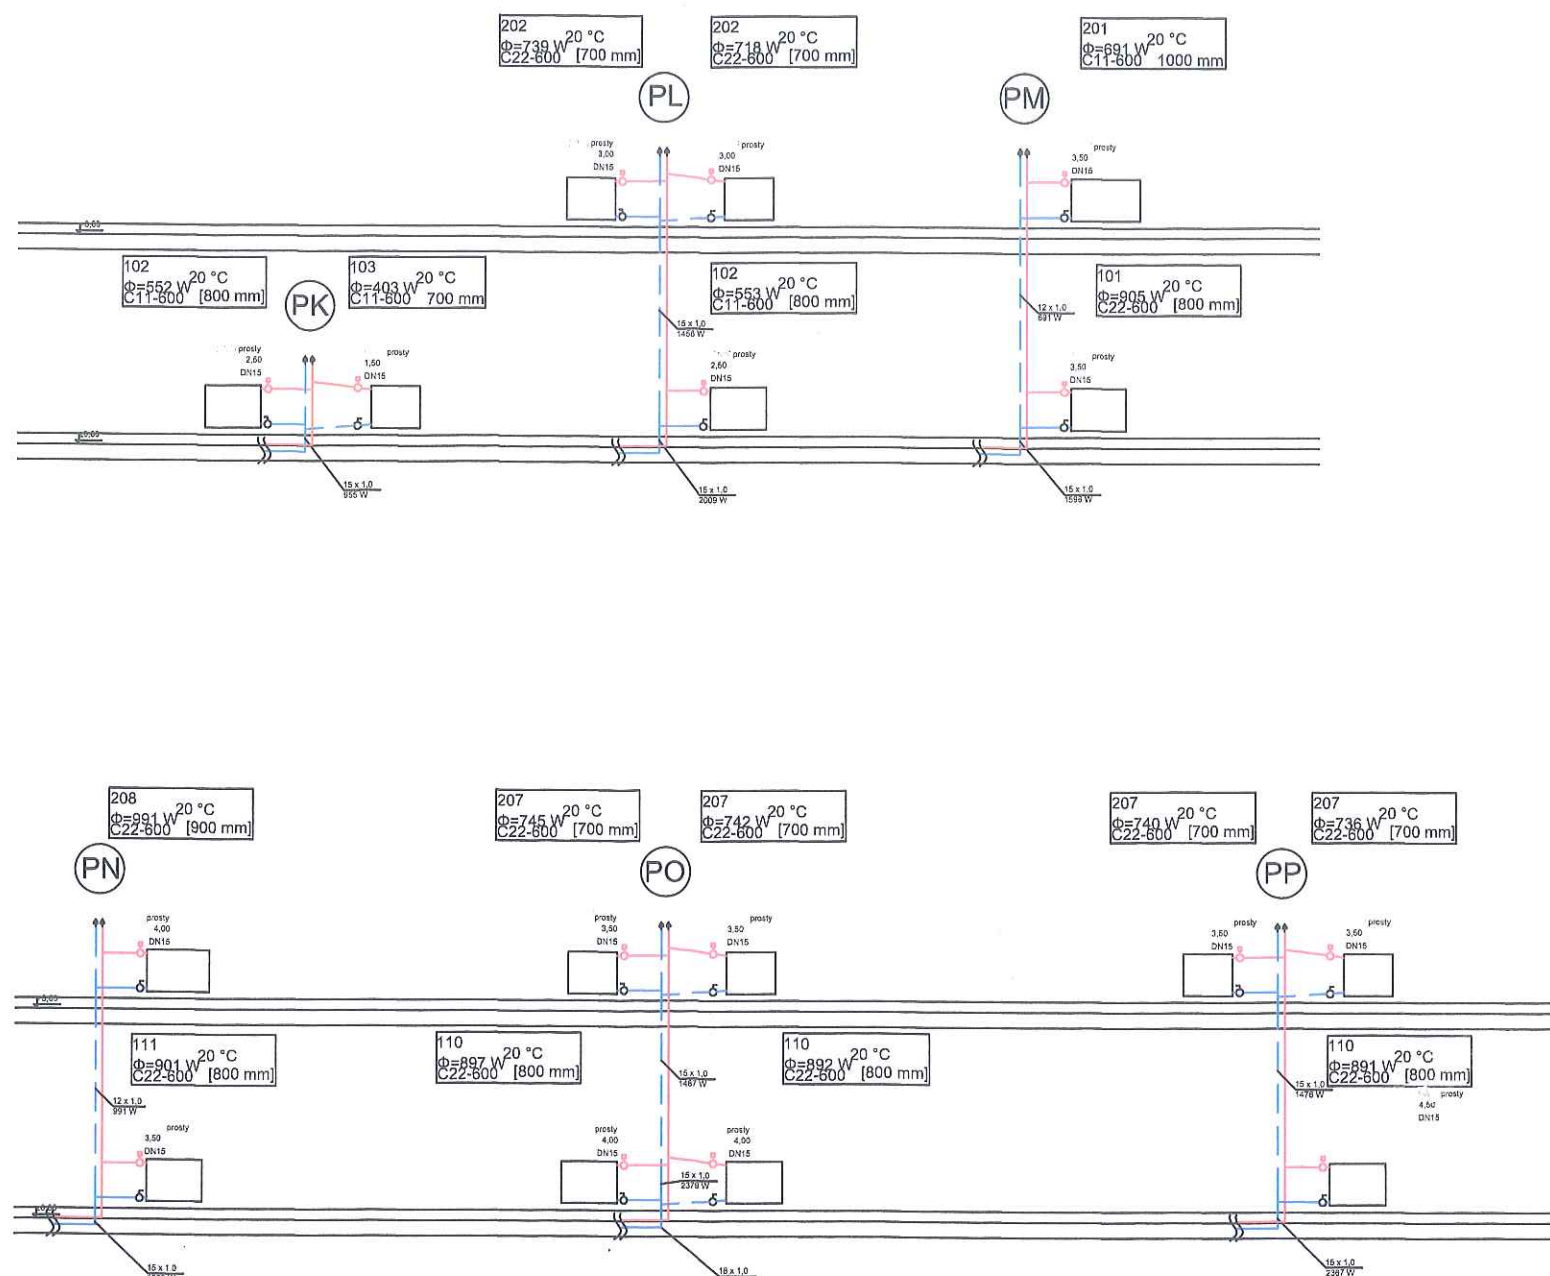 202
20 °C
Φ=739 W
C22-600 [700 mm]
202
20 °C
Φ=718 W
C22-600 [700 mm]
201
20 °C
Φ=691 W
C11-600 1000 mm
PL
PM
prosty
3,00
DN15
prosty
3,00
DN15
prosty
3,50
DN15
102
20 °C
Φ=552 W
C11-600 [800 mm]
103
20 °C
Φ=403 W
C11-600 700 mm
PK
102
20 °C
Φ=553 W
C11-600 [800 mm]
101
20 °C
Φ=905 W
C22-600 [800 mm]
15 x 1,0
1456 W
12 x 1,0
691 W
prosty
2,50
DN15
prosty
1,50
DN15
prosty
2,50
DN15
prosty
3,50
DN15
15 x 1,0
955 W
15 x 1,0
2009 W
15 x 1,0
1596 W
208
20 °C
Φ=991 W
C22-600 [900 mm]
207
20 °C
Φ=745 W
C22-600 [700 mm]
207
20 °C
Φ=742 W
C22-600 [700 mm]
207
20 °C
Φ=740 W
C22-600 [700 mm]
207
20 °C
Φ=736 W
C22-600 [700 mm]
PN
PO
PP
prosty
4,00
DN15
prosty
3,50
DN15
prosty
3,50
DN15
prosty
3,50
DN15
prosty
3,50
DN15
111
20 °C
Φ=901 W
C22-600 [800 mm]
110
20 °C
Φ=897 W
C22-600 [800 mm]
110
20 °C
Φ=892 W
C22-600 [800 mm]
110
20 °C
Φ=891 W
C22-600 [800 mm]
12 x 1,0
991 W
15 x 1,0
1487 W
15 x 1,0
1476 W
prosty
4,50
DN15
prosty
3,50
DN15
prosty
4,00
DN15
prosty
4,00
DN15
15 x 1,0
2379 W
15 x 1,0
18 x 1,0
15 x 1,0
2367 W